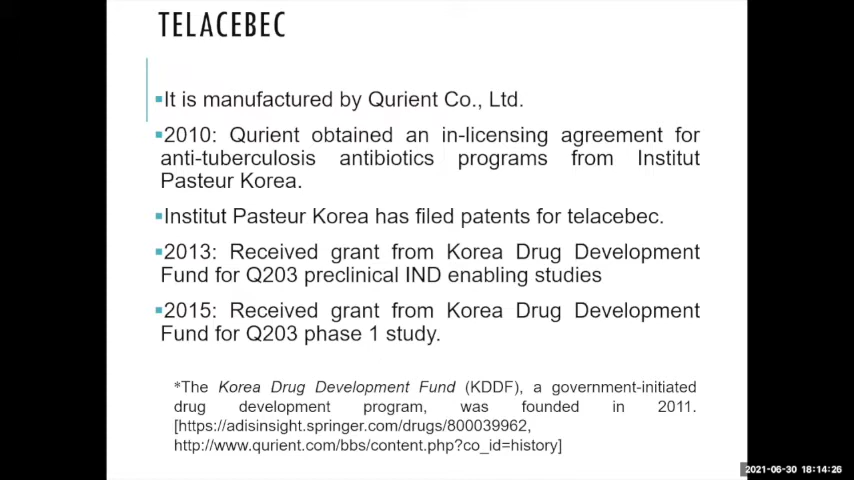 TELACEBEC
▪It is manufactured by Qurient Co., Ltd.
▪2010: Qurient obtained an in-licensing agreement for
anti-tuberculosis antibiotics programs from Institut
Pasteur Korea.
▪Institut Pasteur Korea has filed patents for telacebec.
▪2013: Received grant from Korea Drug Development
Fund for Q203 preclinical IND enabling studies
▪2015: Received grant from Korea Drug Development
Fund for Q203 phase 1 study.
*The Korea Drug Development Fund (KDDF), a government-initiated
drug development program, was founded in 2011.
[https://adisinsight.springer.com/drugs/800039962,
http://www.qurient.com/bbs/content.php?co_id=history]
2021-06-30 18:14:26